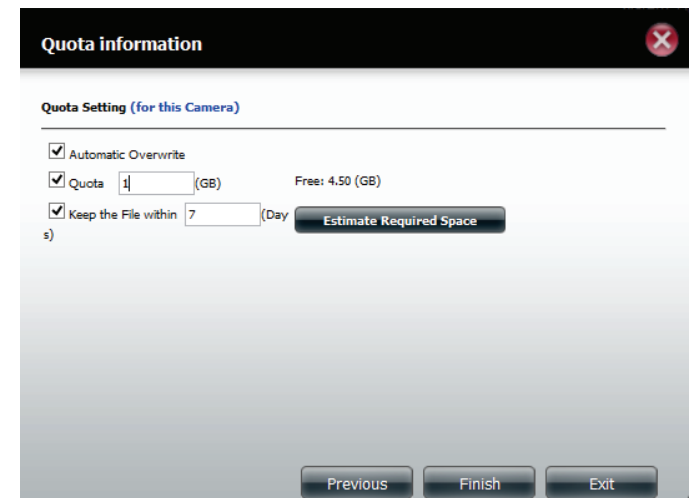 Quota information
Quota Setting (for this Camera)
Automatic Overwrite
Quota 1 (GB) Free: 4.50 (GB)
Keep the File within 7 (Day Estimate Required Space
s)
Previous Finish Exit